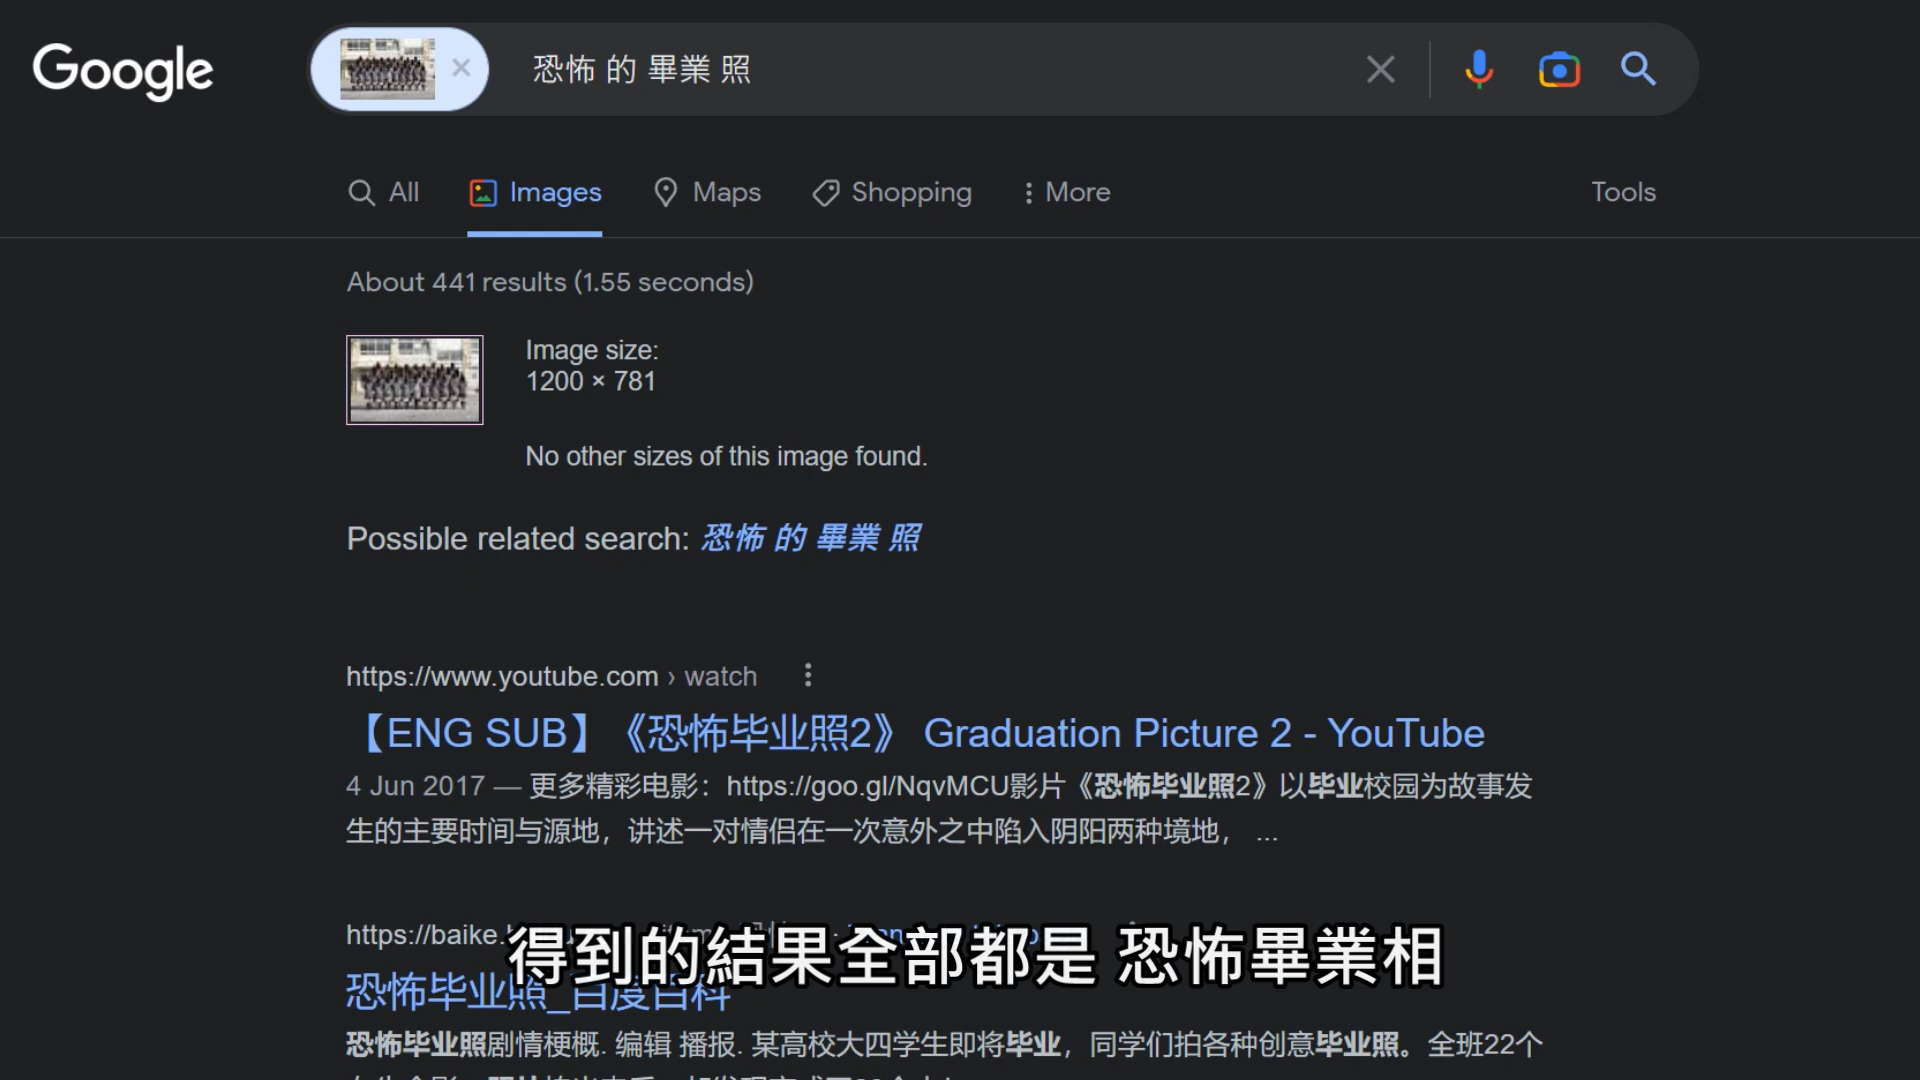 Google
恐怖 的 畢業 照
All
Images
Maps
Shopping
More
Tools
About 441 results (1.55 seconds)
Image size:
1200 × 781
No other sizes of this image found.
Possible related search: 恐怖 的 畢業 照
https://www.youtube.com › watch
【ENG SUB】《恐怖毕业照2》 Graduation Picture 2 - YouTube
4 Jun 2017 — 更多精彩电影：https://goo.gl/NqvMCU影片《恐怖毕业照2》以毕业校园为故事发
生的主要时间与源地，讲述一对情侣在一次意外之中陷入阴阳两种境地， ...
https://baike.
得到的結果全部都是 恐怖畢業相
恐怖毕业照_百度百科
恐怖毕业照剧情梗概. 编辑 播报. 某高校大四学生即将毕业，同学们拍各种创意毕业照。全班22个